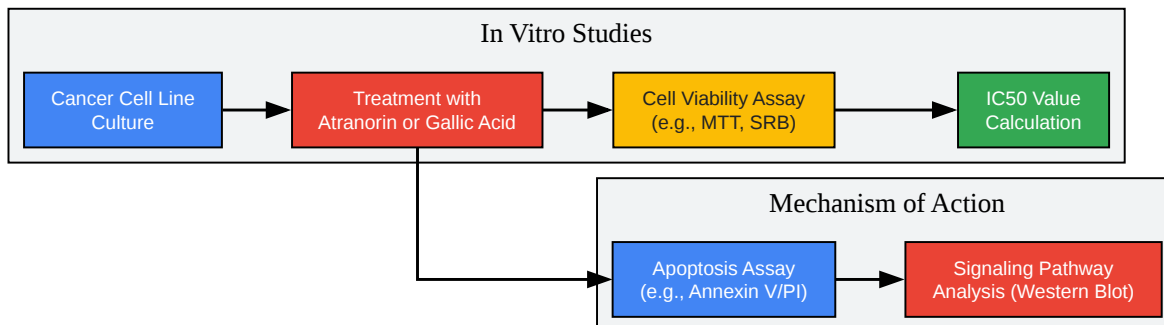 In Vitro Studies
Cancer Cell Line
Culture
Treatment with
Atranorin or Gallic Acid
Cell Viability Assay
(e.g., MTT, SRB)
IC50 Value
Calculation
Mechanism of Action
Apoptosis Assay
(e.g., Annexin V/PI)
Signaling Pathway
Analysis (Western Blot)